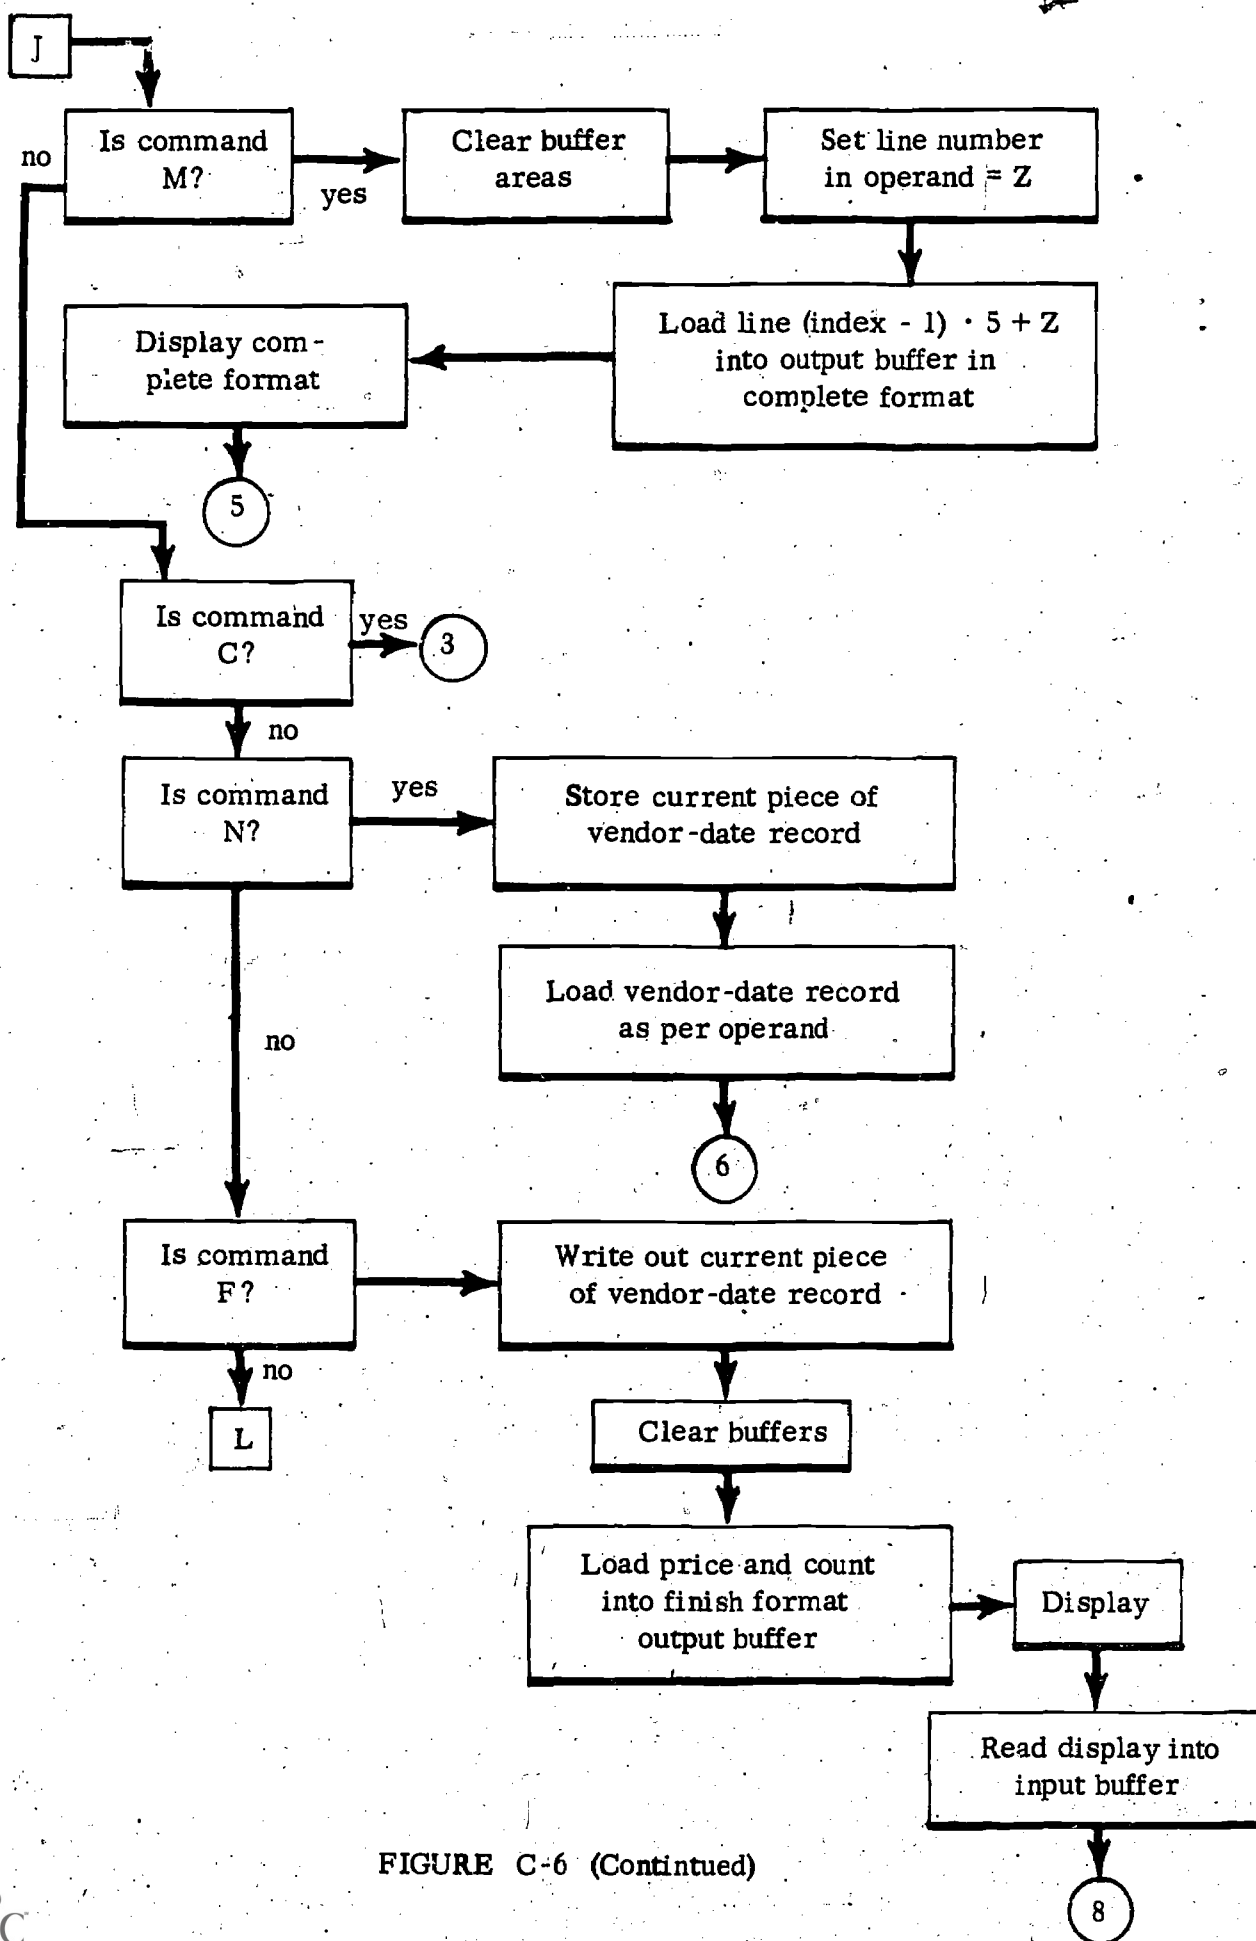 J
Is command
M?
no
yes
Clear buffer
areas
Set line number
in operand = Z
Load line (index - 1) · 5 + Z
into output buffer in
complete format
Display com-
plete format
5
Is command
C?
yes
3
no
Is command
N?
yes
Store current piece of
vendor-date record
Load vendor-date record
as per operand
6
no
Is command
F?
Write out current piece
of vendor-date record
no
L
Clear buffers
Load price and count
into finish format
output buffer
Display
Read display into
input buffer
8
FIGURE C-6 (Contintued)
C